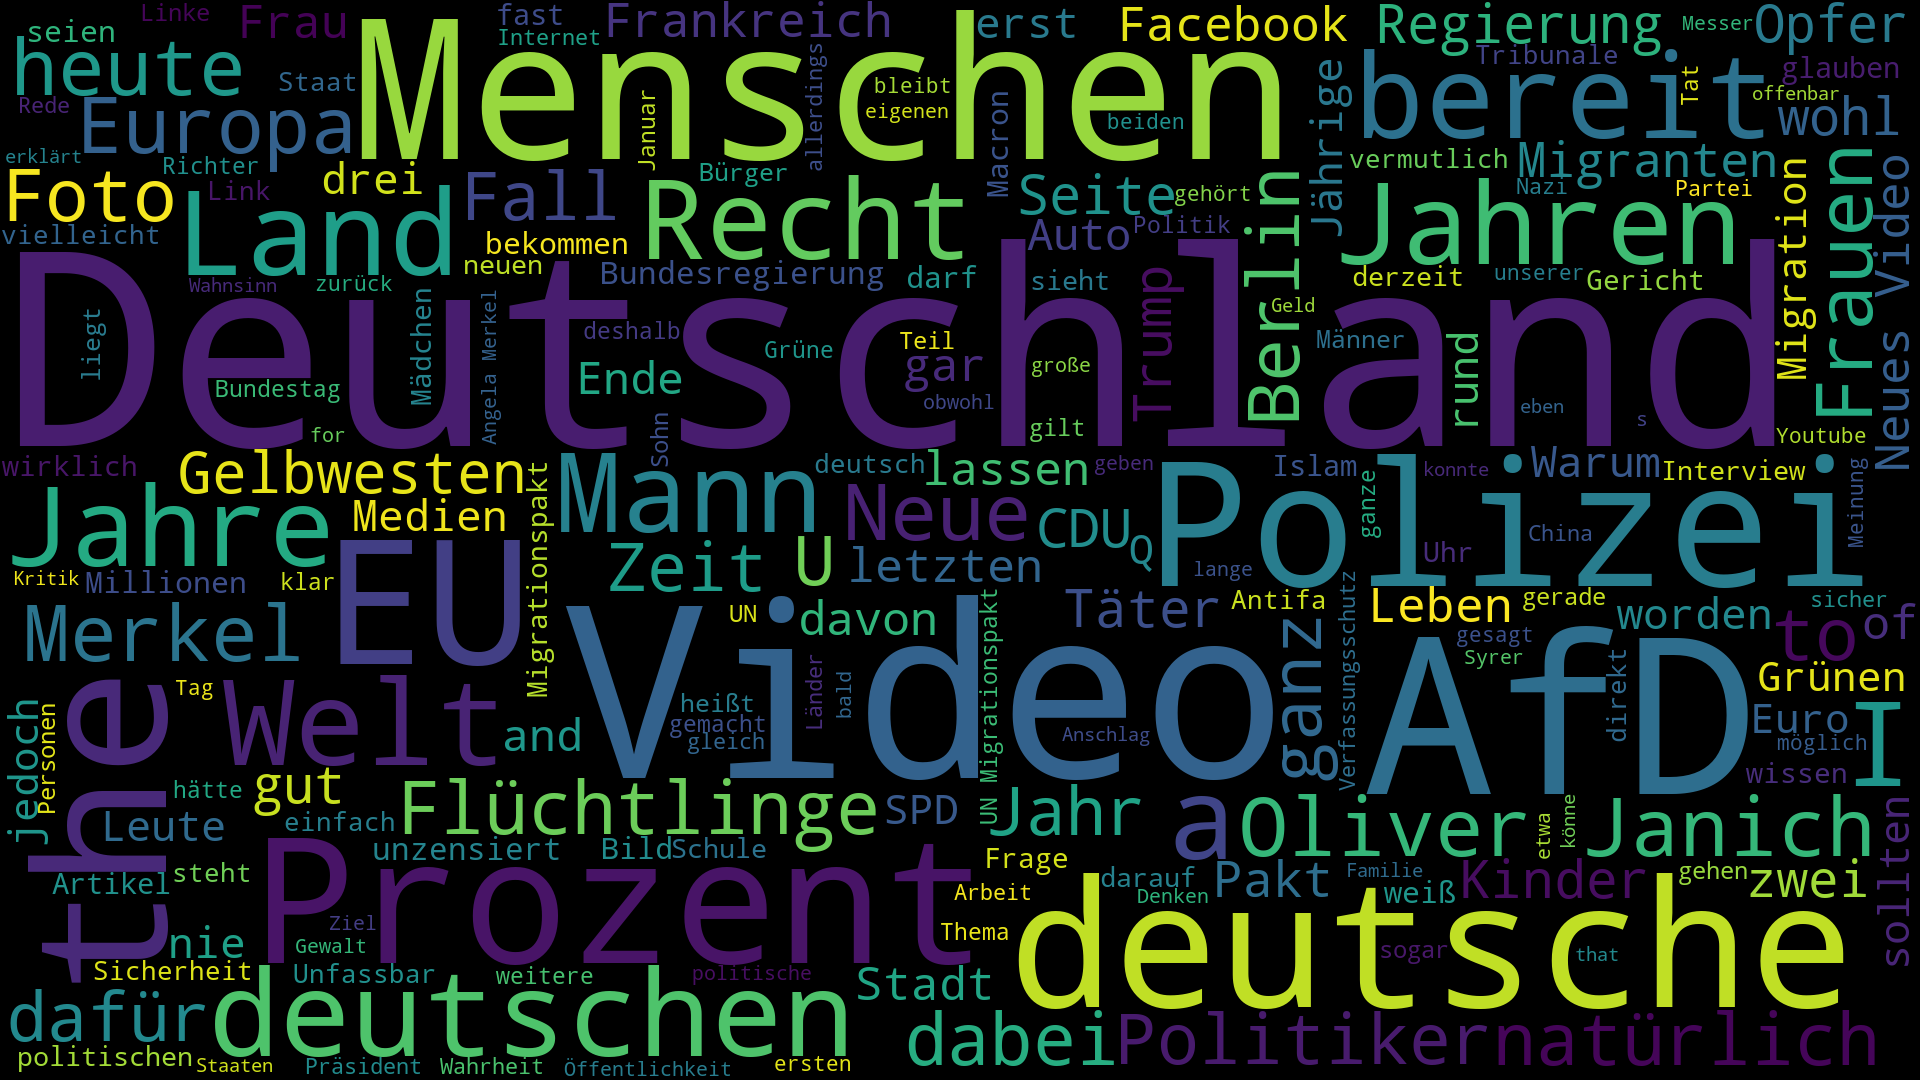 Linke
Frau
fast
Internet
Frankreich
erst
Facebook
Regierung
Messer
Opfer
seien
heute
Staat
Menschen
Tribunale
bereit
glauben
Rede
Europa
Januar
allerdings
bleibt
eigenen
Macron
beiden
Jährige
Tat
offenbar
wohl
erklärt
Richter
Foto
Link
drei
Fall
Recht
Bürger
Seite
gehört
vermutlich
Migranten
Nazi
Partei
Migration
Frauen
Neues Video
vielleicht
Land
bekommen
neuen
Auto
Politik
Berlin
Jahren
Wahnsinn
zurück
Bundesregierung
darf
sieht
derzeit
unserer
Gericht
Deutschland
liegt
Mädchen
Angela Merkel
deshalb
Grüne
Teil
gar
große
Trump
Geld
Männer
rund
Bundestag
Ende
obwohl
eben
s
for
Sohn
gilt
Youtube
wirklich
Gelbwesten
Mann
deutsch
lassen
geben
Islam
konnte
Warum
Interview
Meinung
Jahre
Medien
Migrationspakt
Neue
CDU
Q
Polizei
ganze
China
Uhr
Kritik
Millionen
klar
EU
Zeit
U
letzten
lange
Merkel
UN
davon
UN Migrationspakt
Täter
Antifa
Verfassungsschutz
Leben
gerade
worden
sicher
to
of
Video
ganz
gesagt
Syrer
AfD
direkt
Grünen
Tag
the
Welt
and
heißt
gemacht
gleich
Länder
bald
Anschlag
Euro
möglich
I
jedoch
Personen
hätte
gut
Flüchtlinge
SPD
Jahr
a
Oliver
etwa
könne
Janich
wissen
sollten
Leute
einfach
unzensiert
Bild
Schule
Frage
darauf
Pakt
Familie
weiß
Kinder
gehen
zwei
Artikel
steht
Prozent
Arbeit
Denken
deutsche
nie
Ziel
Gewalt
Thema
sogar
that
Sicherheit
Unfassbar
weitere
politische
Stadt
dafür
deutschen
dabei
Politiker
natürlich
politischen
Staaten
Präsident
Wahrheit
Öffentlichkeit
ersten